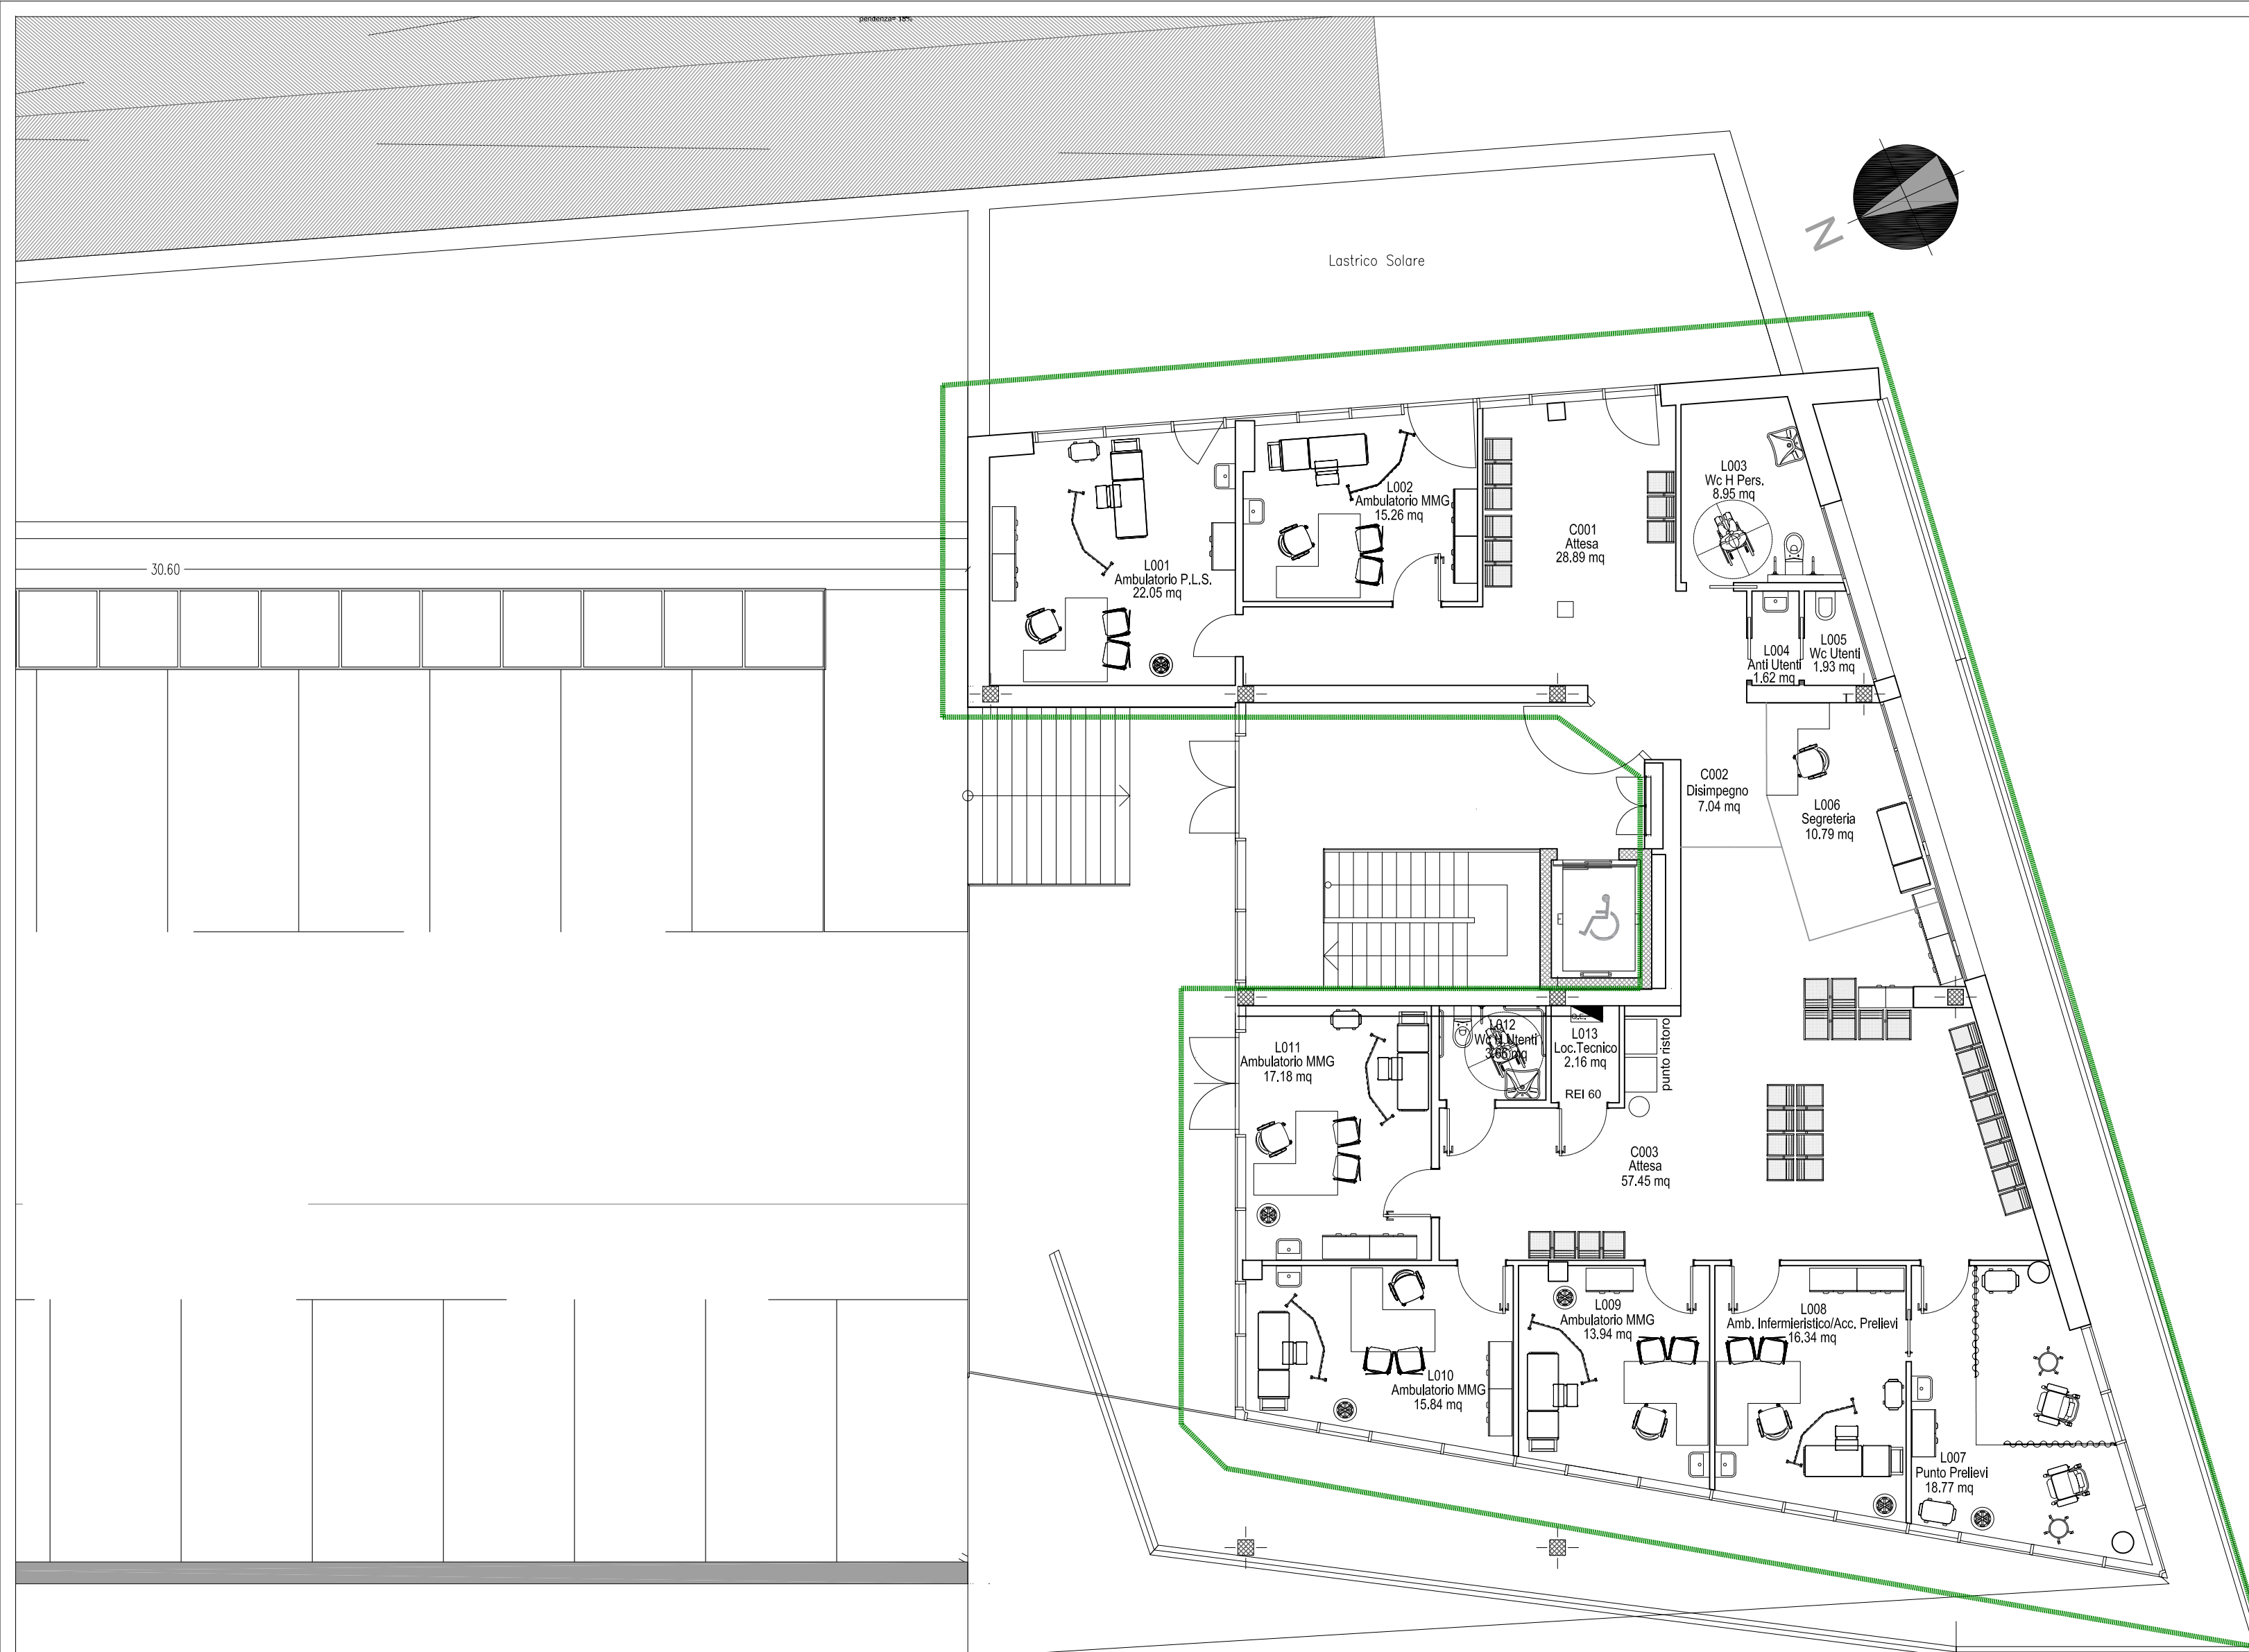 pendenza= 18%
N
Lastrico Solare
30.60
L001
Ambulatorio P.L.S.
22.05 mq
L002
Ambulatorio MMG
15.26 mq
C001
Attesa
28.89 mq
L003
Wc H Pers.
8.95 mq
L004
Anti Utenti
1.62 mq
L005
Wc Utenti
1.93 mq
C002
Disimpegno
7.04 mq
L006
Segreteria
10.79 mq
L011
Ambulatorio MMG
17.18 mq
L012
Wc H Utenti
mq
L013
Loc.Tecnico
2.16 mq
REI 60
punto ristoro
C003
Attesa
57.45 mq
L010
Ambulatorio MMG
15.84 mq
L009
Ambulatorio MMG
13.94 mq
L008
Amb. Infermieristico/Acc. Prelievi
16.34 mq
L007
Punto Prelievi
18.77 mq